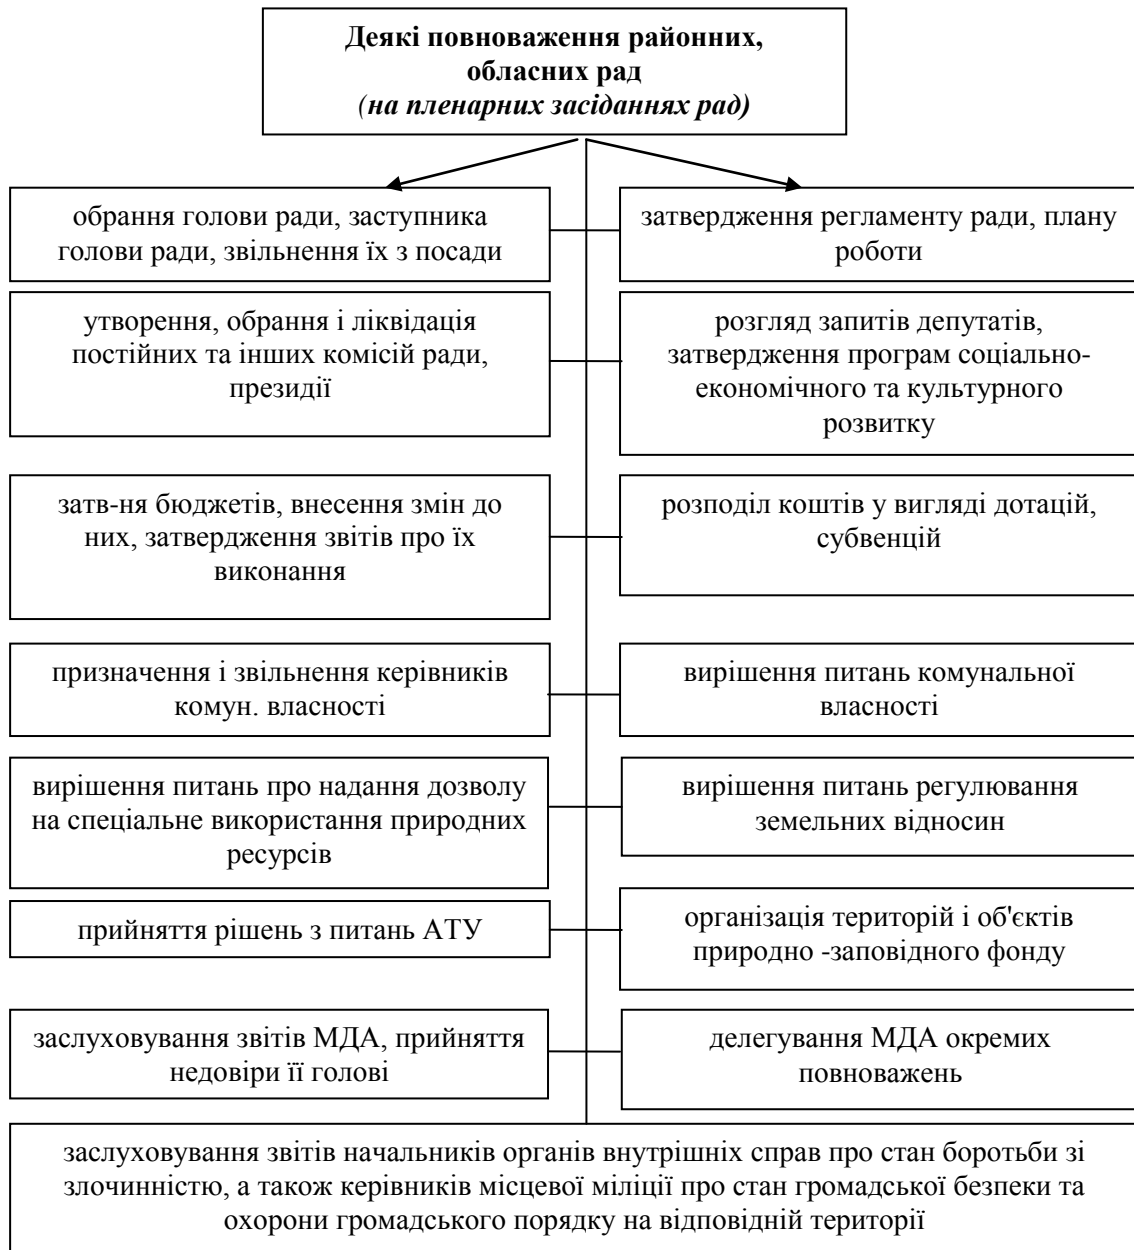 Деякі повноваження районних,
обласних рад
(на пленарних засіданнях рад)
обрання голови ради, заступника
голови ради, звільнення їх з посади
затвердження регламенту ради, плану
роботи
утворення, обрання і ліквідація
постійних та інших комісій ради,
президії
розгляд запитів депутатів,
затвердження програм соціально-
економічного та культурного
розвитку
затв-ня бюджетів, внесення змін до
них, затвердження звітів про їх
виконання
розподіл коштів у вигляді дотацій,
субвенцій
призначення і звільнення керівників
комун. власності
вирішення питань комунальної
власності
вирішення питань про надання дозволу
на спеціальне використання природних
ресурсів
вирішення питань регулювання
земельних відносин
прийняття рішень з питань АТУ
організація територій і об'єктів
природно -заповідного фонду
заслуховування звітів МДА, прийняття
недовіри її голові
делегування МДА окремих
повноважень
заслуховування звітів начальників органів внутрішніх справ про стан боротьби зі
злочинністю, а також керівників місцевої міліції про стан громадської безпеки та
охорони громадського порядку на відповідній території